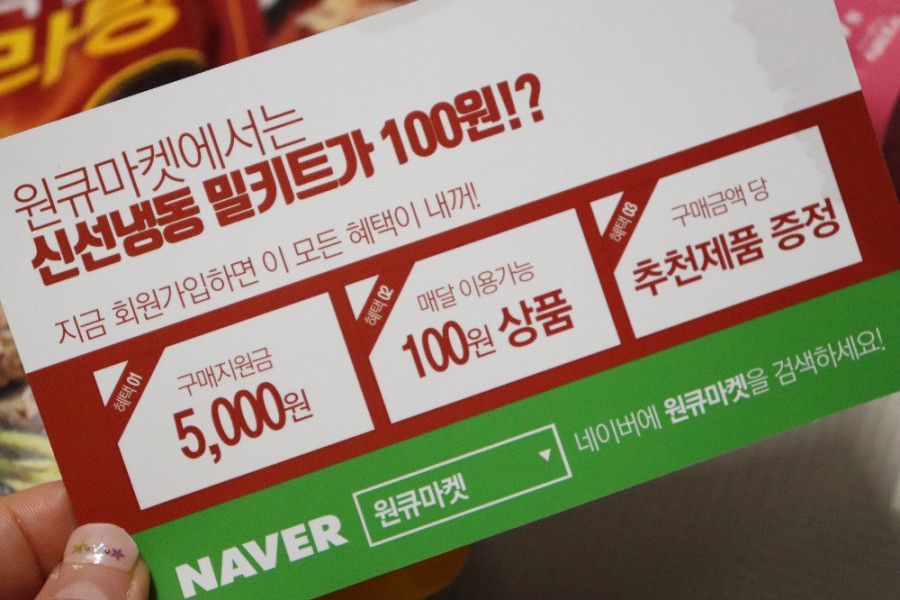 라탕
원큐마켓에서는
신선냉동 밀키트가 100원!?
지금 회원가입하면 이 모든 혜택이 내꺼!
혜택 01
구매지원금
5,000원
혜택 02
매달 이용가능
100원 상품
혜택 03
구매금액 당
추천제품 증정
NAVER
원큐마켓
네이버에 원큐마켓을 검색하세요!